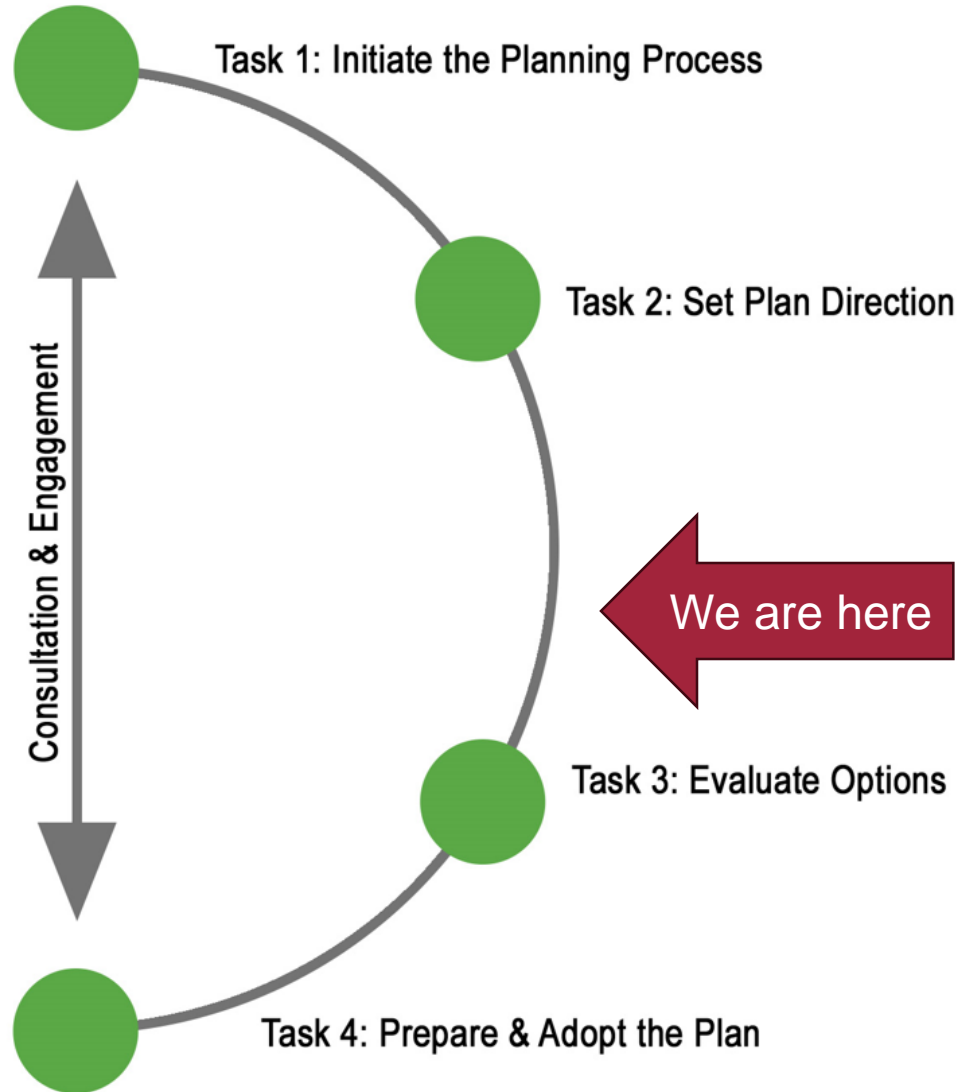 Task 1: Initiate the Planning Process
Task 2: Set Plan Direction
Consultation & Engagement
We are here
Task 3: Evaluate Options
Task 4: Prepare & Adopt the Plan